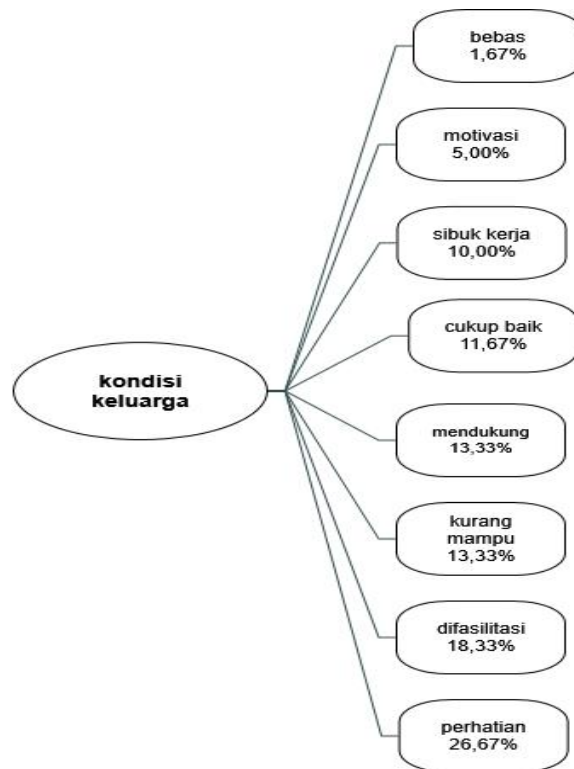 bebas
1,67%
motivasi
5,00%
sibuk kerja
10,00%
cukup baik
11,67%
kondisi
keluarga
mendukung
13,33%
kurang
mampu
13,33%
difasilitasi
18,33%
perhatian
26,67%